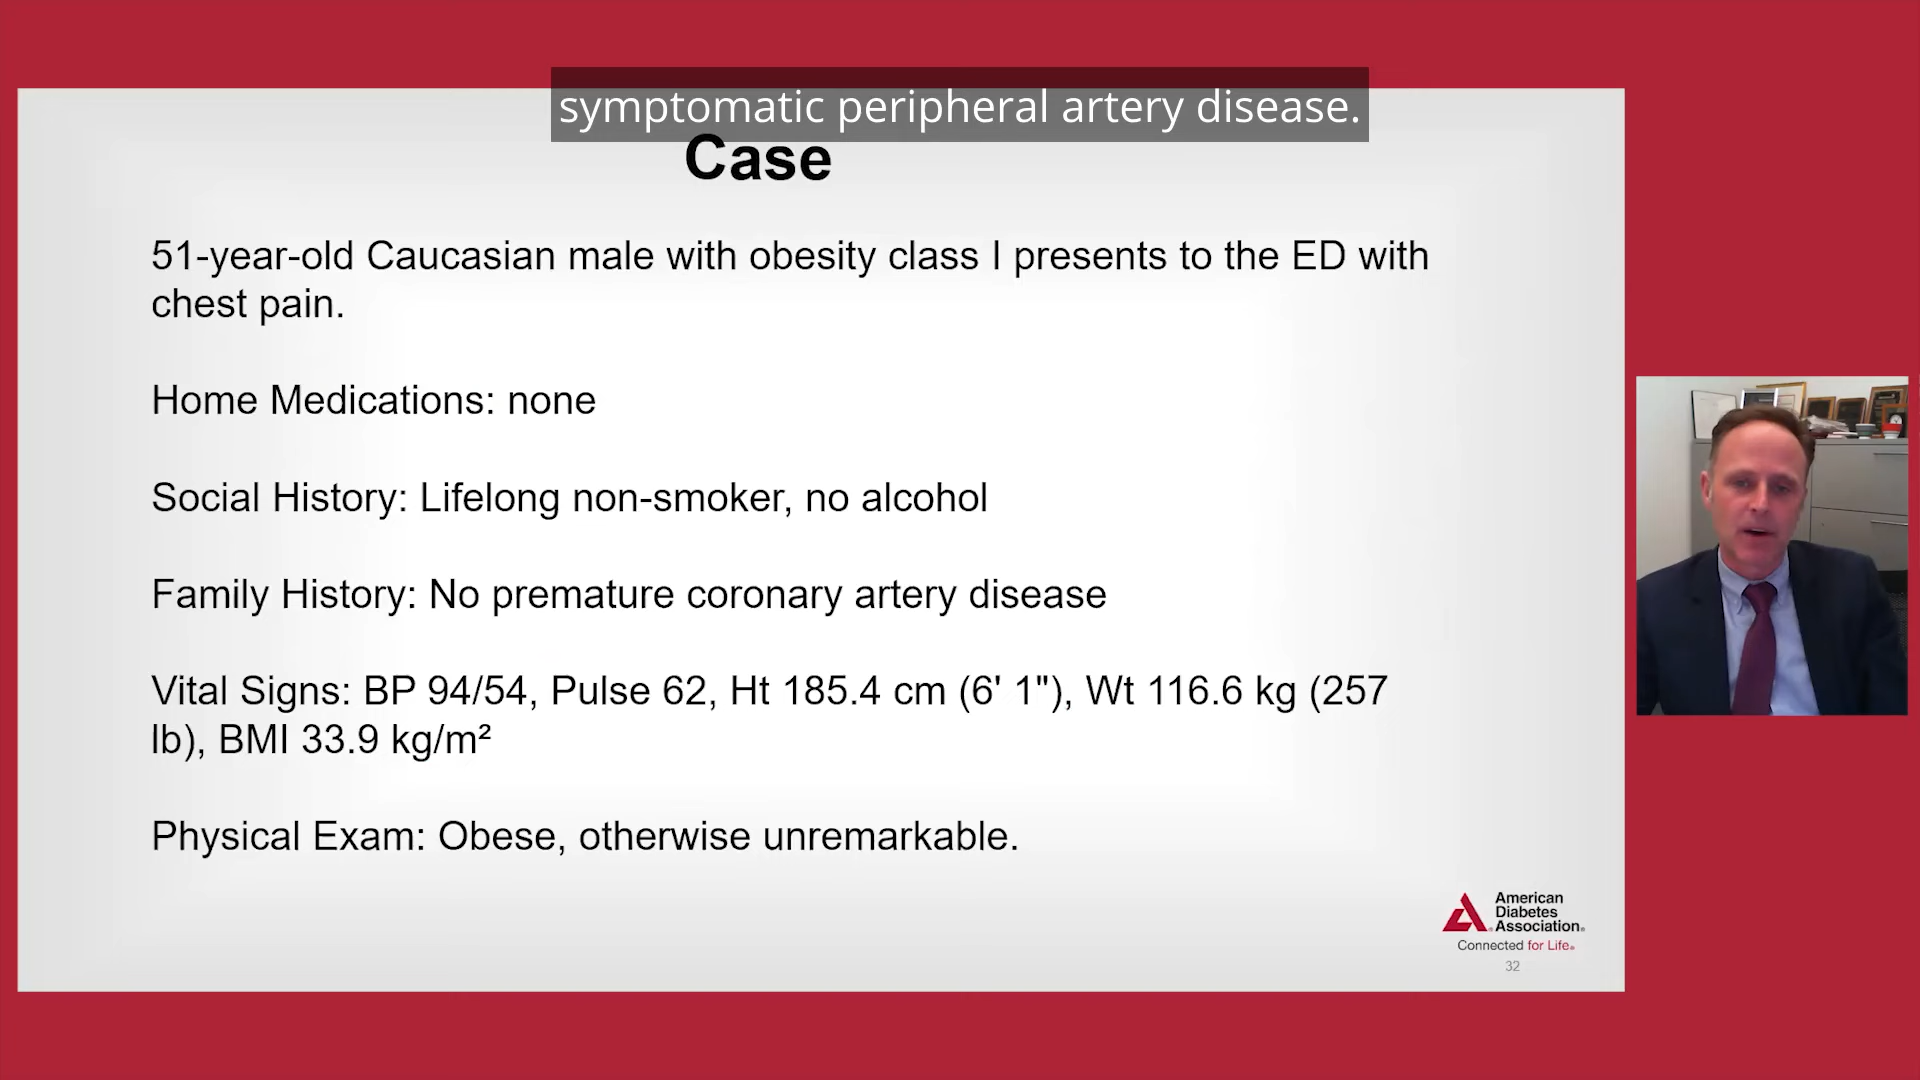 symptomatic peripheral artery disease.
Case
51-year-old Caucasian male with obesity class I presents to the ED with
chest pain.
Home Medications: none
Social History: Lifelong non-smoker, no alcohol
Family History: No premature coronary artery disease
Vital Signs: BP 94/54, Pulse 62, Ht 185.4 cm (6' 1"), Wt 116.6 kg (257
lb), BMI 33.9 kg/m²
Physical Exam: Obese, otherwise unremarkable.
American
Diabetes
Association®
Connected for Life®
32